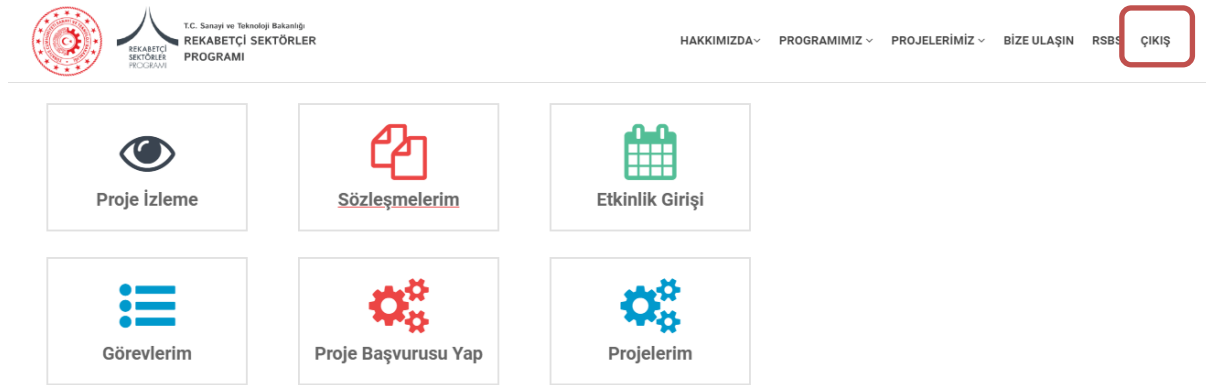 T.C. Sanayi ve Teknoloji Bakanlığı
REKABETÇİ SEKTÖRLER
PROGRAMI
REKABETÇİ
SEKTÖRLER
PROGRAMI
HAKKIMIZDA PROGRAMIMIZ PROJELERİMİZ BİZE ULAŞIN RSBS ÇIKIŞ
Proje İzleme Sözleşmelerim Etkinlik Girişi
Görevlerim Proje Başvurusu Yap Projelerim